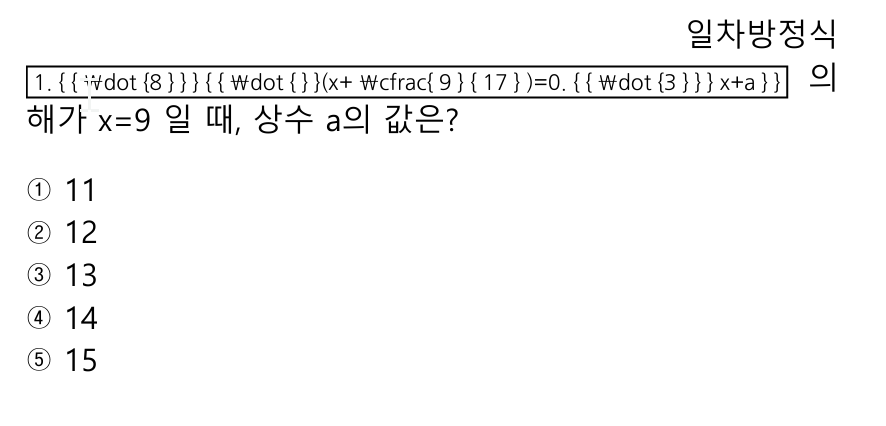 일차방정식
1. { { ₩dot {8 } } } { { ₩dot { } }(x+ ₩cfrac{ 9 } { 17 } )=0. { { ₩dot {3 } } } x+a } } 의
해가 x=9 일 때, 상수 a의 값은?
① 11
② 12
③ 13
④ 14
⑤ 15